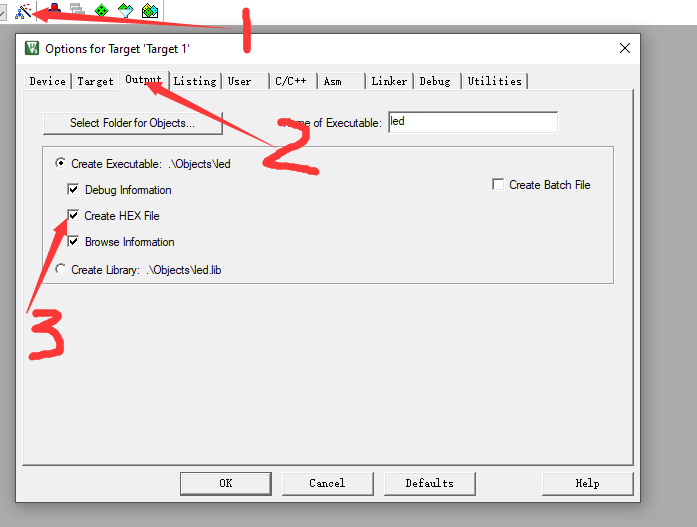 1
Options for Target 'Target 1'
Device Target Output Listing User C/C++ Asm Linker Debug Utilities
Select Folder for Objects... of Executable: led
2
Create Executable: .\Objects\led
Debug Information Create Batch File
Create HEX File
Browse Information
Create Library: .\Objects\led.lib
3
OK Cancel Defaults Help